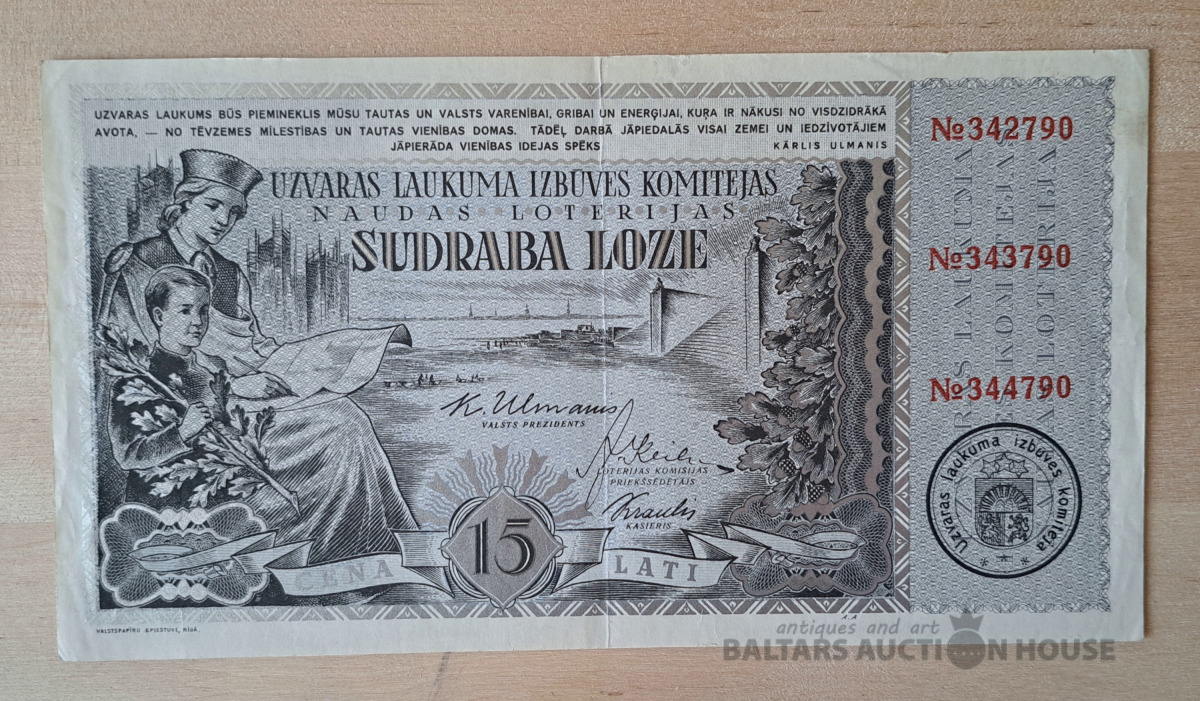 UZVARAS LAUKUMS BŪS PIEMINEKLIS MŪSU TAUTAS UN VALSTS VARENĪBAI, GRIBAI UN ENERĢIJAI, KUŖA IR NĀKUSI NO VISDZIDRĀKĀ
AVOTA, — NO TĒVZEMES MĪLESTĪBAS UN TAUTAS VIENĪBAS DOMAS. TĀDĒĻ DARBĀ JĀPIEDALĀS VISAI ZEMEI UN IEDZĪVOTĀJIEM
JĀPIERĀDA VIENĪBAS IDEJAS SPĒKS
KĀRLIS ULMANIS
UZVARAS LAUKUMA IZBŪVES KOMITEJAS
NAUDAS LOTERIJAS
SUDRABA LOZE
K. Ulmanis
VALSTS PREZIDENTS
LOTERIJAS KOMISIJAS
PRIEKŠSĒDĒTĀJS
KASIERIS
CENA 15 LATI
VALSTSPAPĪRU SPIESTUVE, RĪGĀ.
№342790
№343790
№344790
Uzvaras laukuma izbūves komiteja
antiques and art
BALTARS AUCTION HOUSE